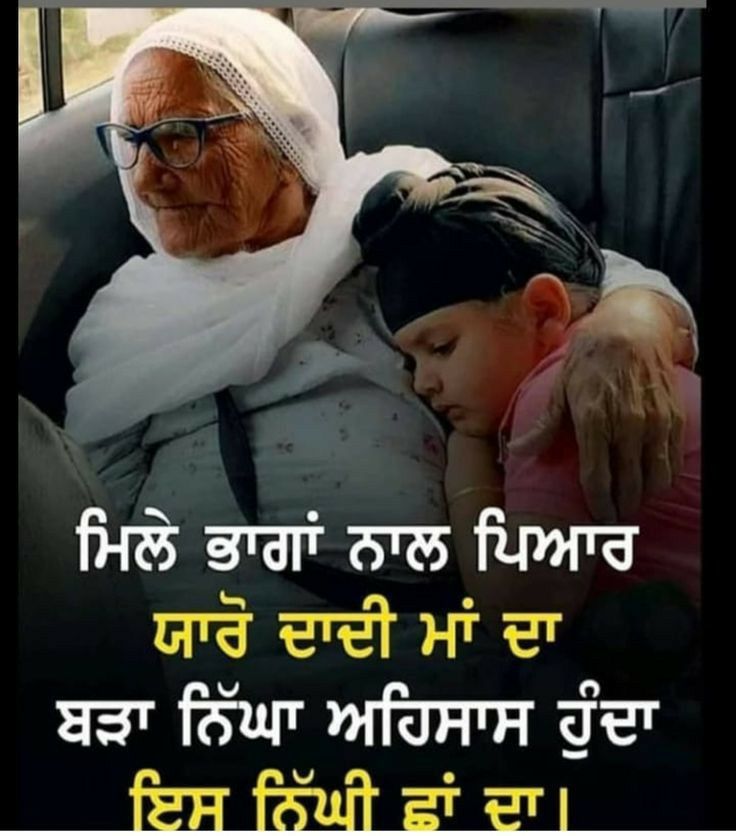 ਮਿਲੇ ਭਾਗਾਂ ਨਾਲ ਪਿਆਰ
ਯਾਰੋ ਦਾਦੀ ਮਾਂ ਦਾ
ਬੜਾ ਨਿੱਘਾ ਅਹਿਸਾਸ ਹੁੰਦਾ
ਇਸ ਨਿੱਘੀ ਛਾਂ ਦਾ।